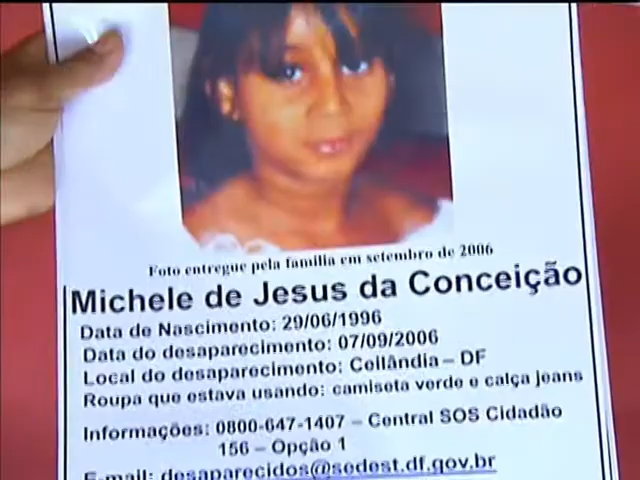 Foto entregue pela família em setembro de 2006
Michele de Jesus da Conceição
Data de Nascimento: 29/06/1996
Data do desaparecimento: 07/09/2006
Local do desaparecimento: Ceilândia – DF
Roupa que estava usando: camiseta verde e calça jeans
Informações: 0800-647-1407 – Central SOS Cidadão
156 – Opção 1
E-mail: desaparecidos@sedest.df.gov.br